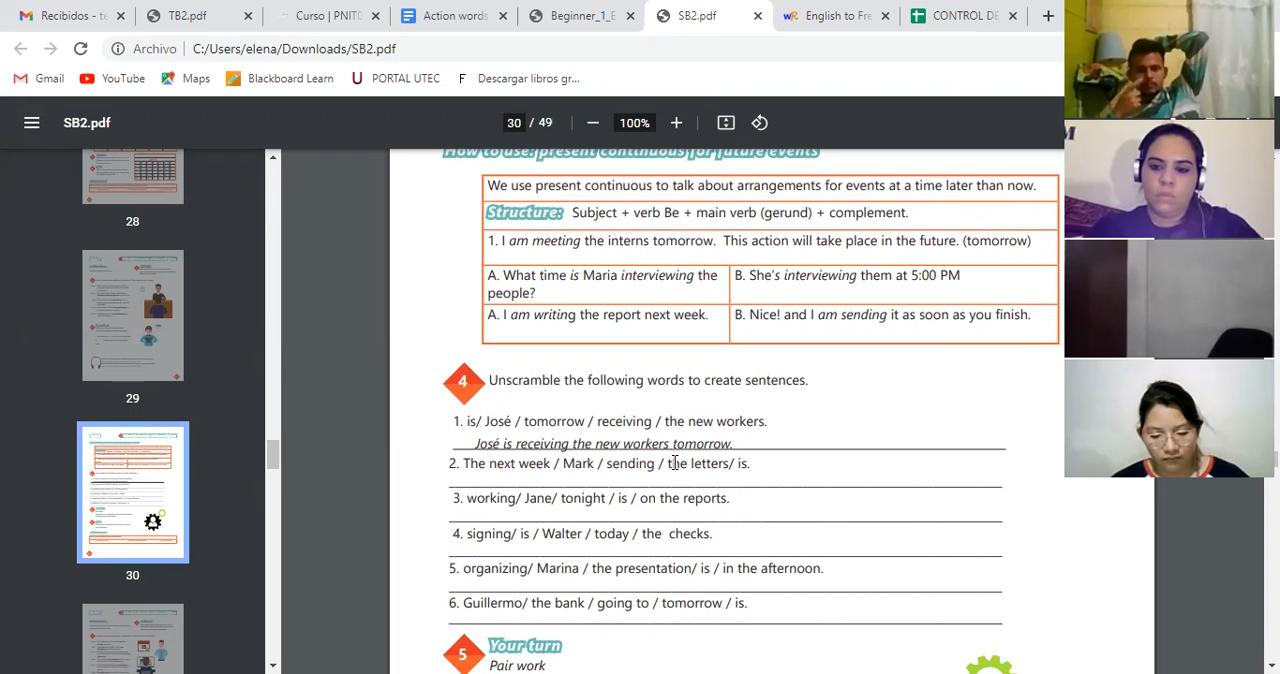 Recibidos - te
TB2.pdf
Curso | PNIT
Action words
Beginner_1_E
SB2.pdf
English to Fre
CONTROL DE
Archivo C:/Users/elena/Downloads/SB2.pdf
Gmail YouTube Maps Blackboard Learn PORTAL UTEC Descargar libros gr...
SB2.pdf 30 / 49 100%
28
29
30
How to use: present continuous for future events
We use present continuous to talk about arrangements for events at a time later than now.
Structure: Subject + verb Be + main verb (gerund) + complement.
1. I am meeting the interns tomorrow. This action will take place in the future. (tomorrow)
A. What time is Maria interviewing the people?
B. She's interviewing them at 5:00 PM
A. I am writing the report next week.
B. Nice! and I am sending it as soon as you finish.
4 Unscramble the following words to create sentences.
1. is/ José / tomorrow / receiving / the new workers.
José is reciving the new workers tomorrow.
2. The next week / Mark / sending / the letters/ is.
3. working/ Jane/ tonight / is / on the reports.
4. signing/ is / Walter / today / the checks.
5. organizing/ Marina / the presentation/ is / in the afternoon.
6. Guillermo/ the bank / going to / tomorrow / is.
5 Your turn
Pair work